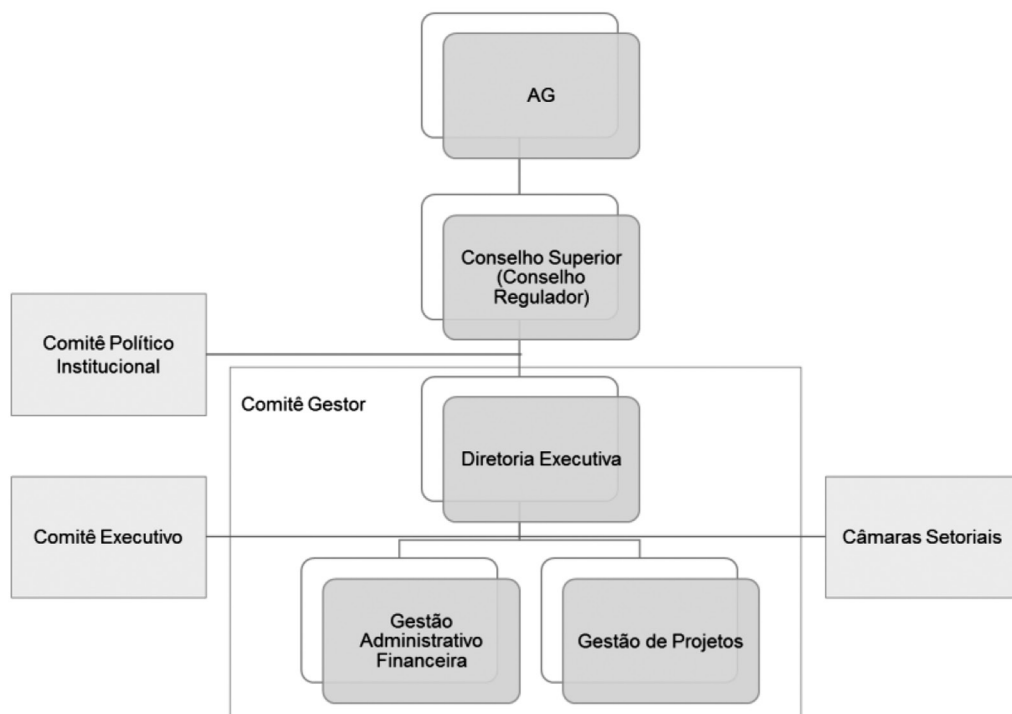 AG
Conselho Superior
(Conselho
Regulador)
Comitê Político
Institucional
Comitê Gestor
Diretoria Executiva
Comitê Executivo
Câmaras Setoriais
Gestão
Administrativo
Financeira
Gestão de Projetos